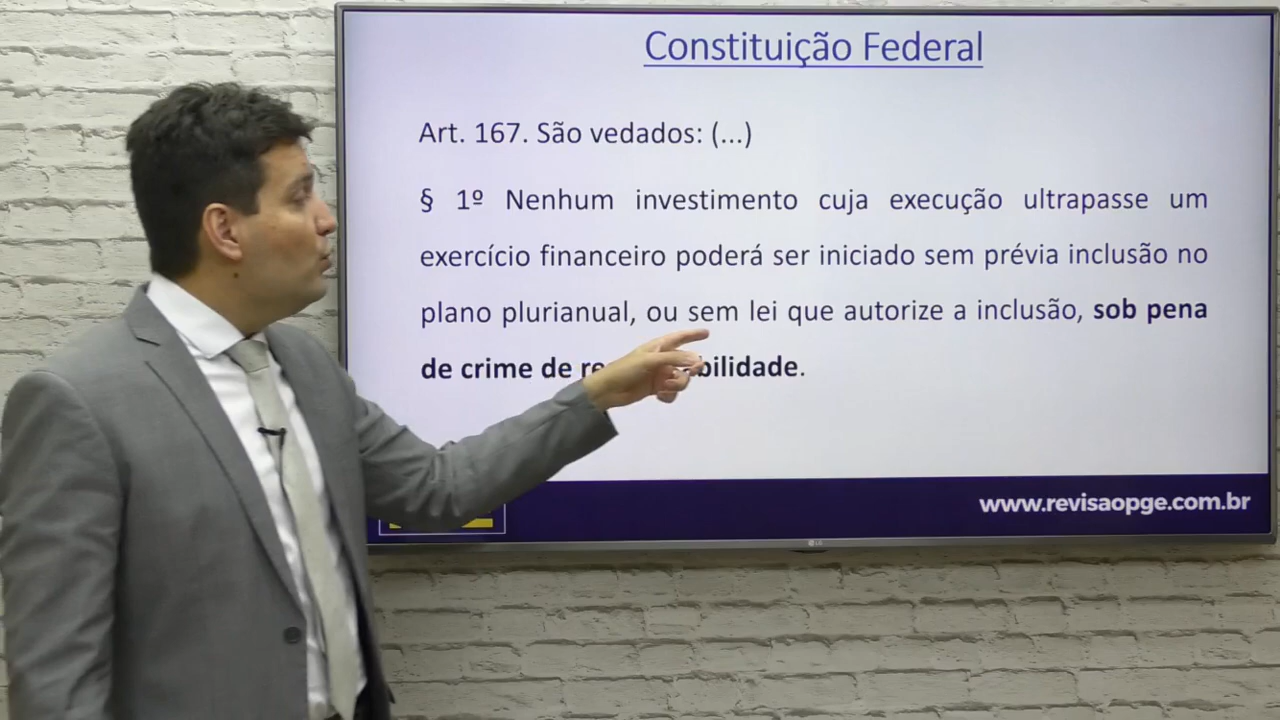 Constituição Federal
Art. 167. São vedados: (...)
§ 1º Nenhum investimento cuja execução ultrapasse um
exercício financeiro poderá ser iniciado sem prévia inclusão no
plano plurianual, ou sem lei que autorize a inclusão, sob pena
de crime de
www.revisaopge.com.br
LG